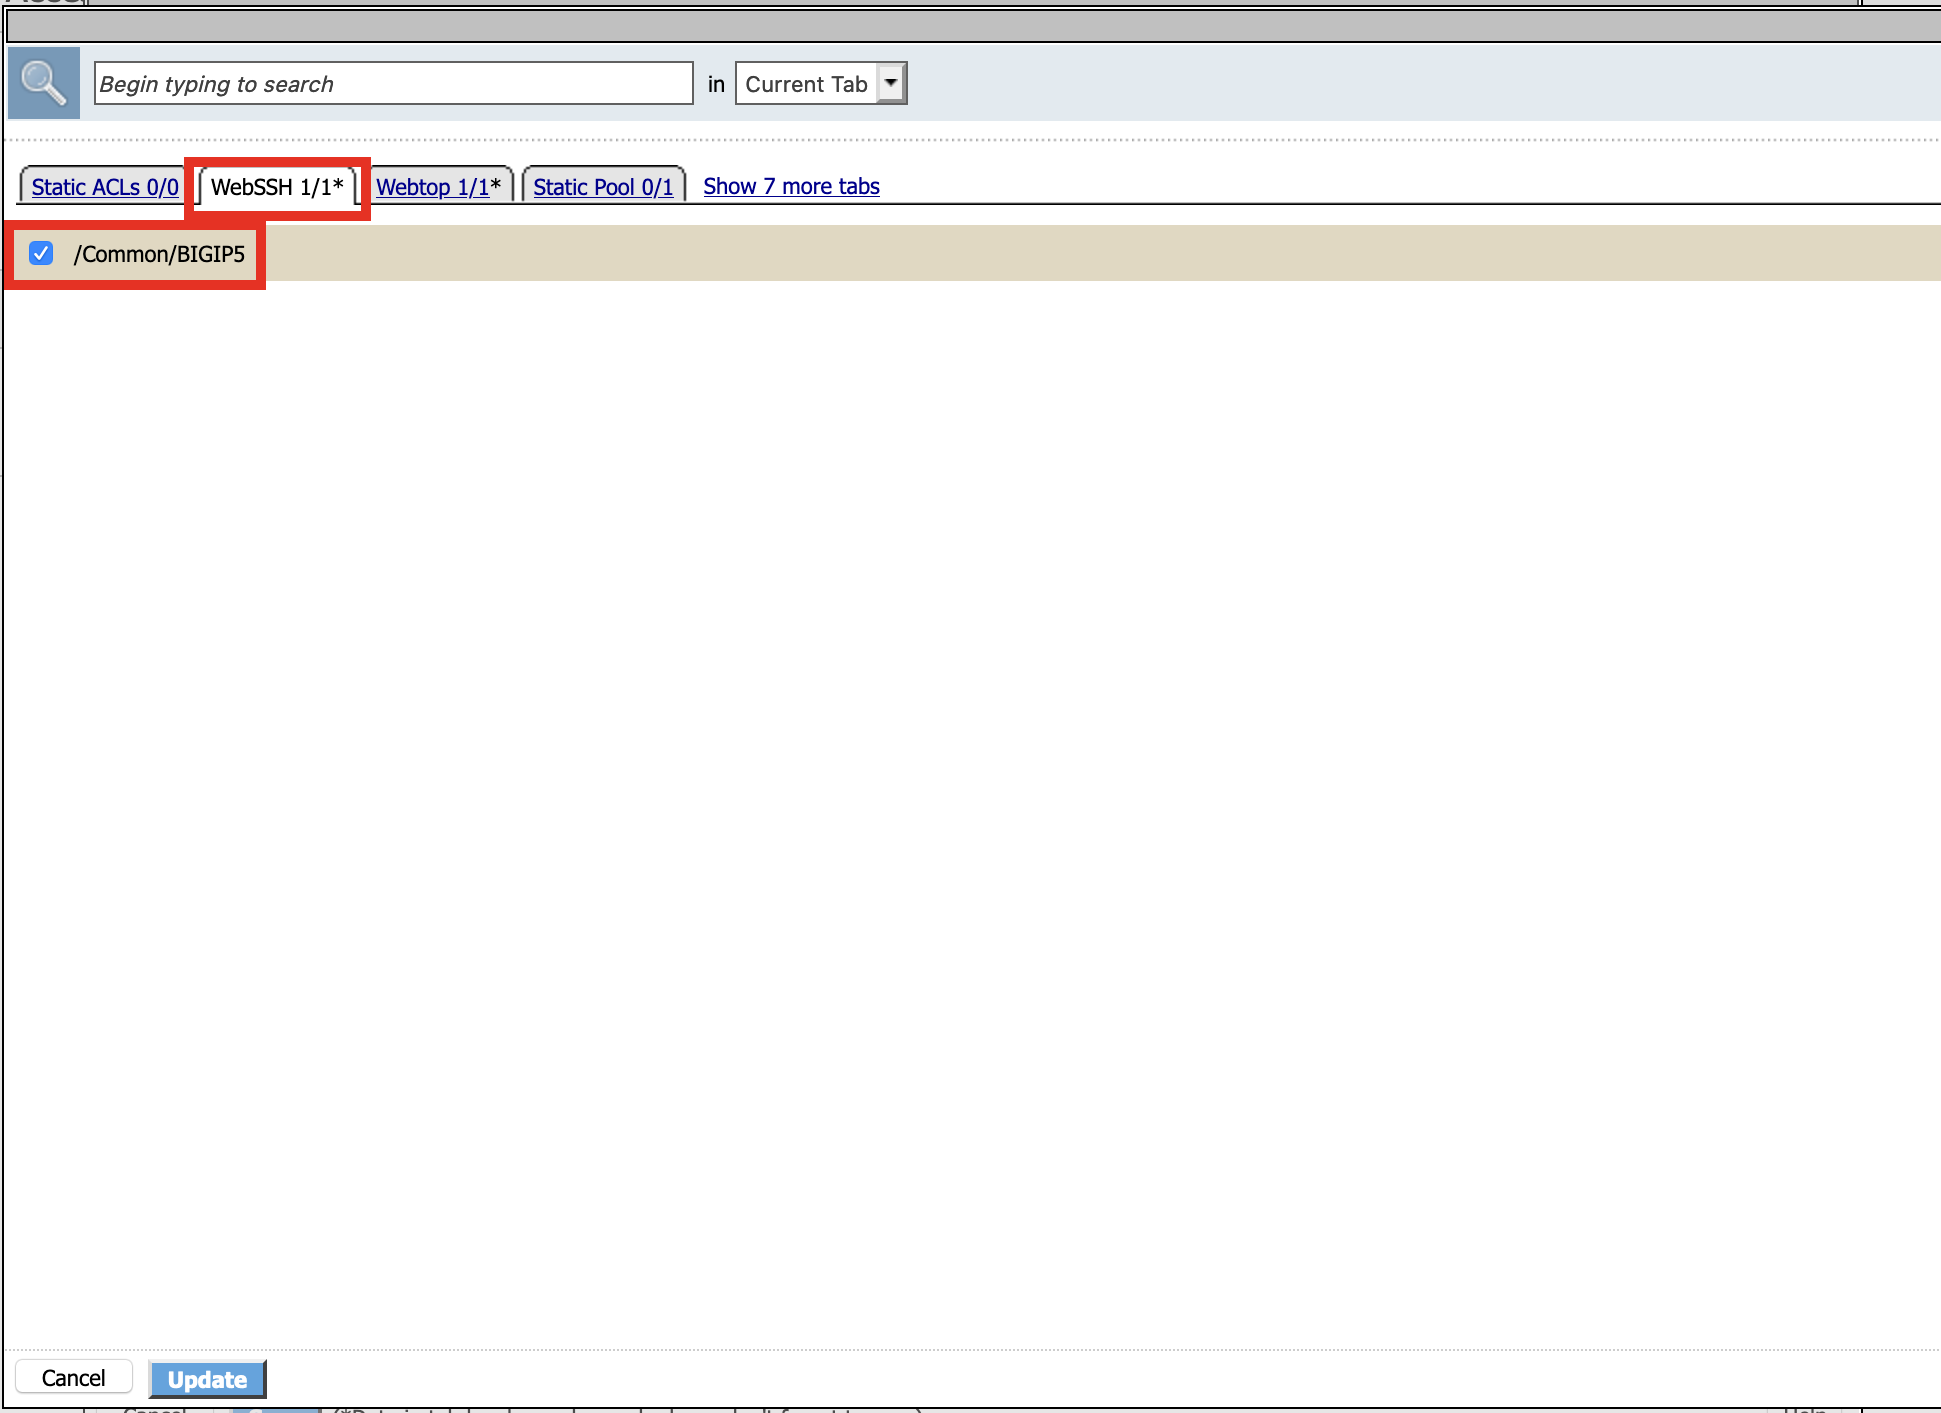 Begin typing to search in Current Tab
Static ACLs 0/0 WebSSH 1/1* Webtop 1/1* Static Pool 0/1 Show 7 more tabs
/Common/BIGIP5
Cancel Update